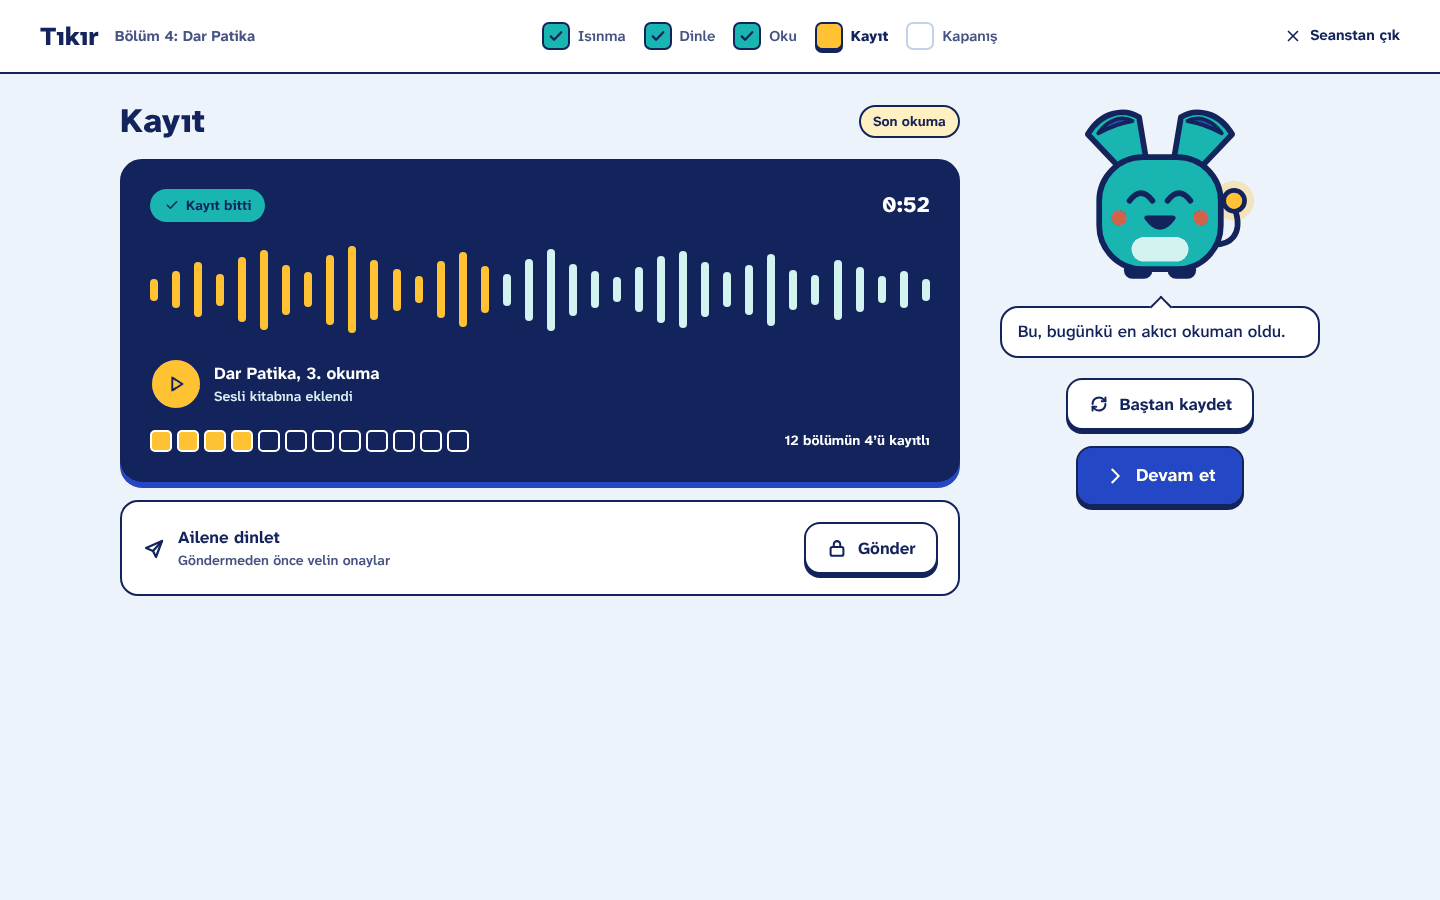 Tıkır
Bölüm 4: Dar Patika
Isınma
Dinle
Oku
Kayıt
Kapanış
Seanstan çık
Kayıt
Son okuma
Kayıt bitti
0:52
Dar Patika, 3. okuma
Sesli kitabına eklendi
12 bölümün 4’ü kayıtlı
Ailene dinlet
Göndermeden önce velin onaylar
Gönder
Bu, bugünkü en akıcı okuman oldu.
Baştan kaydet
Devam et